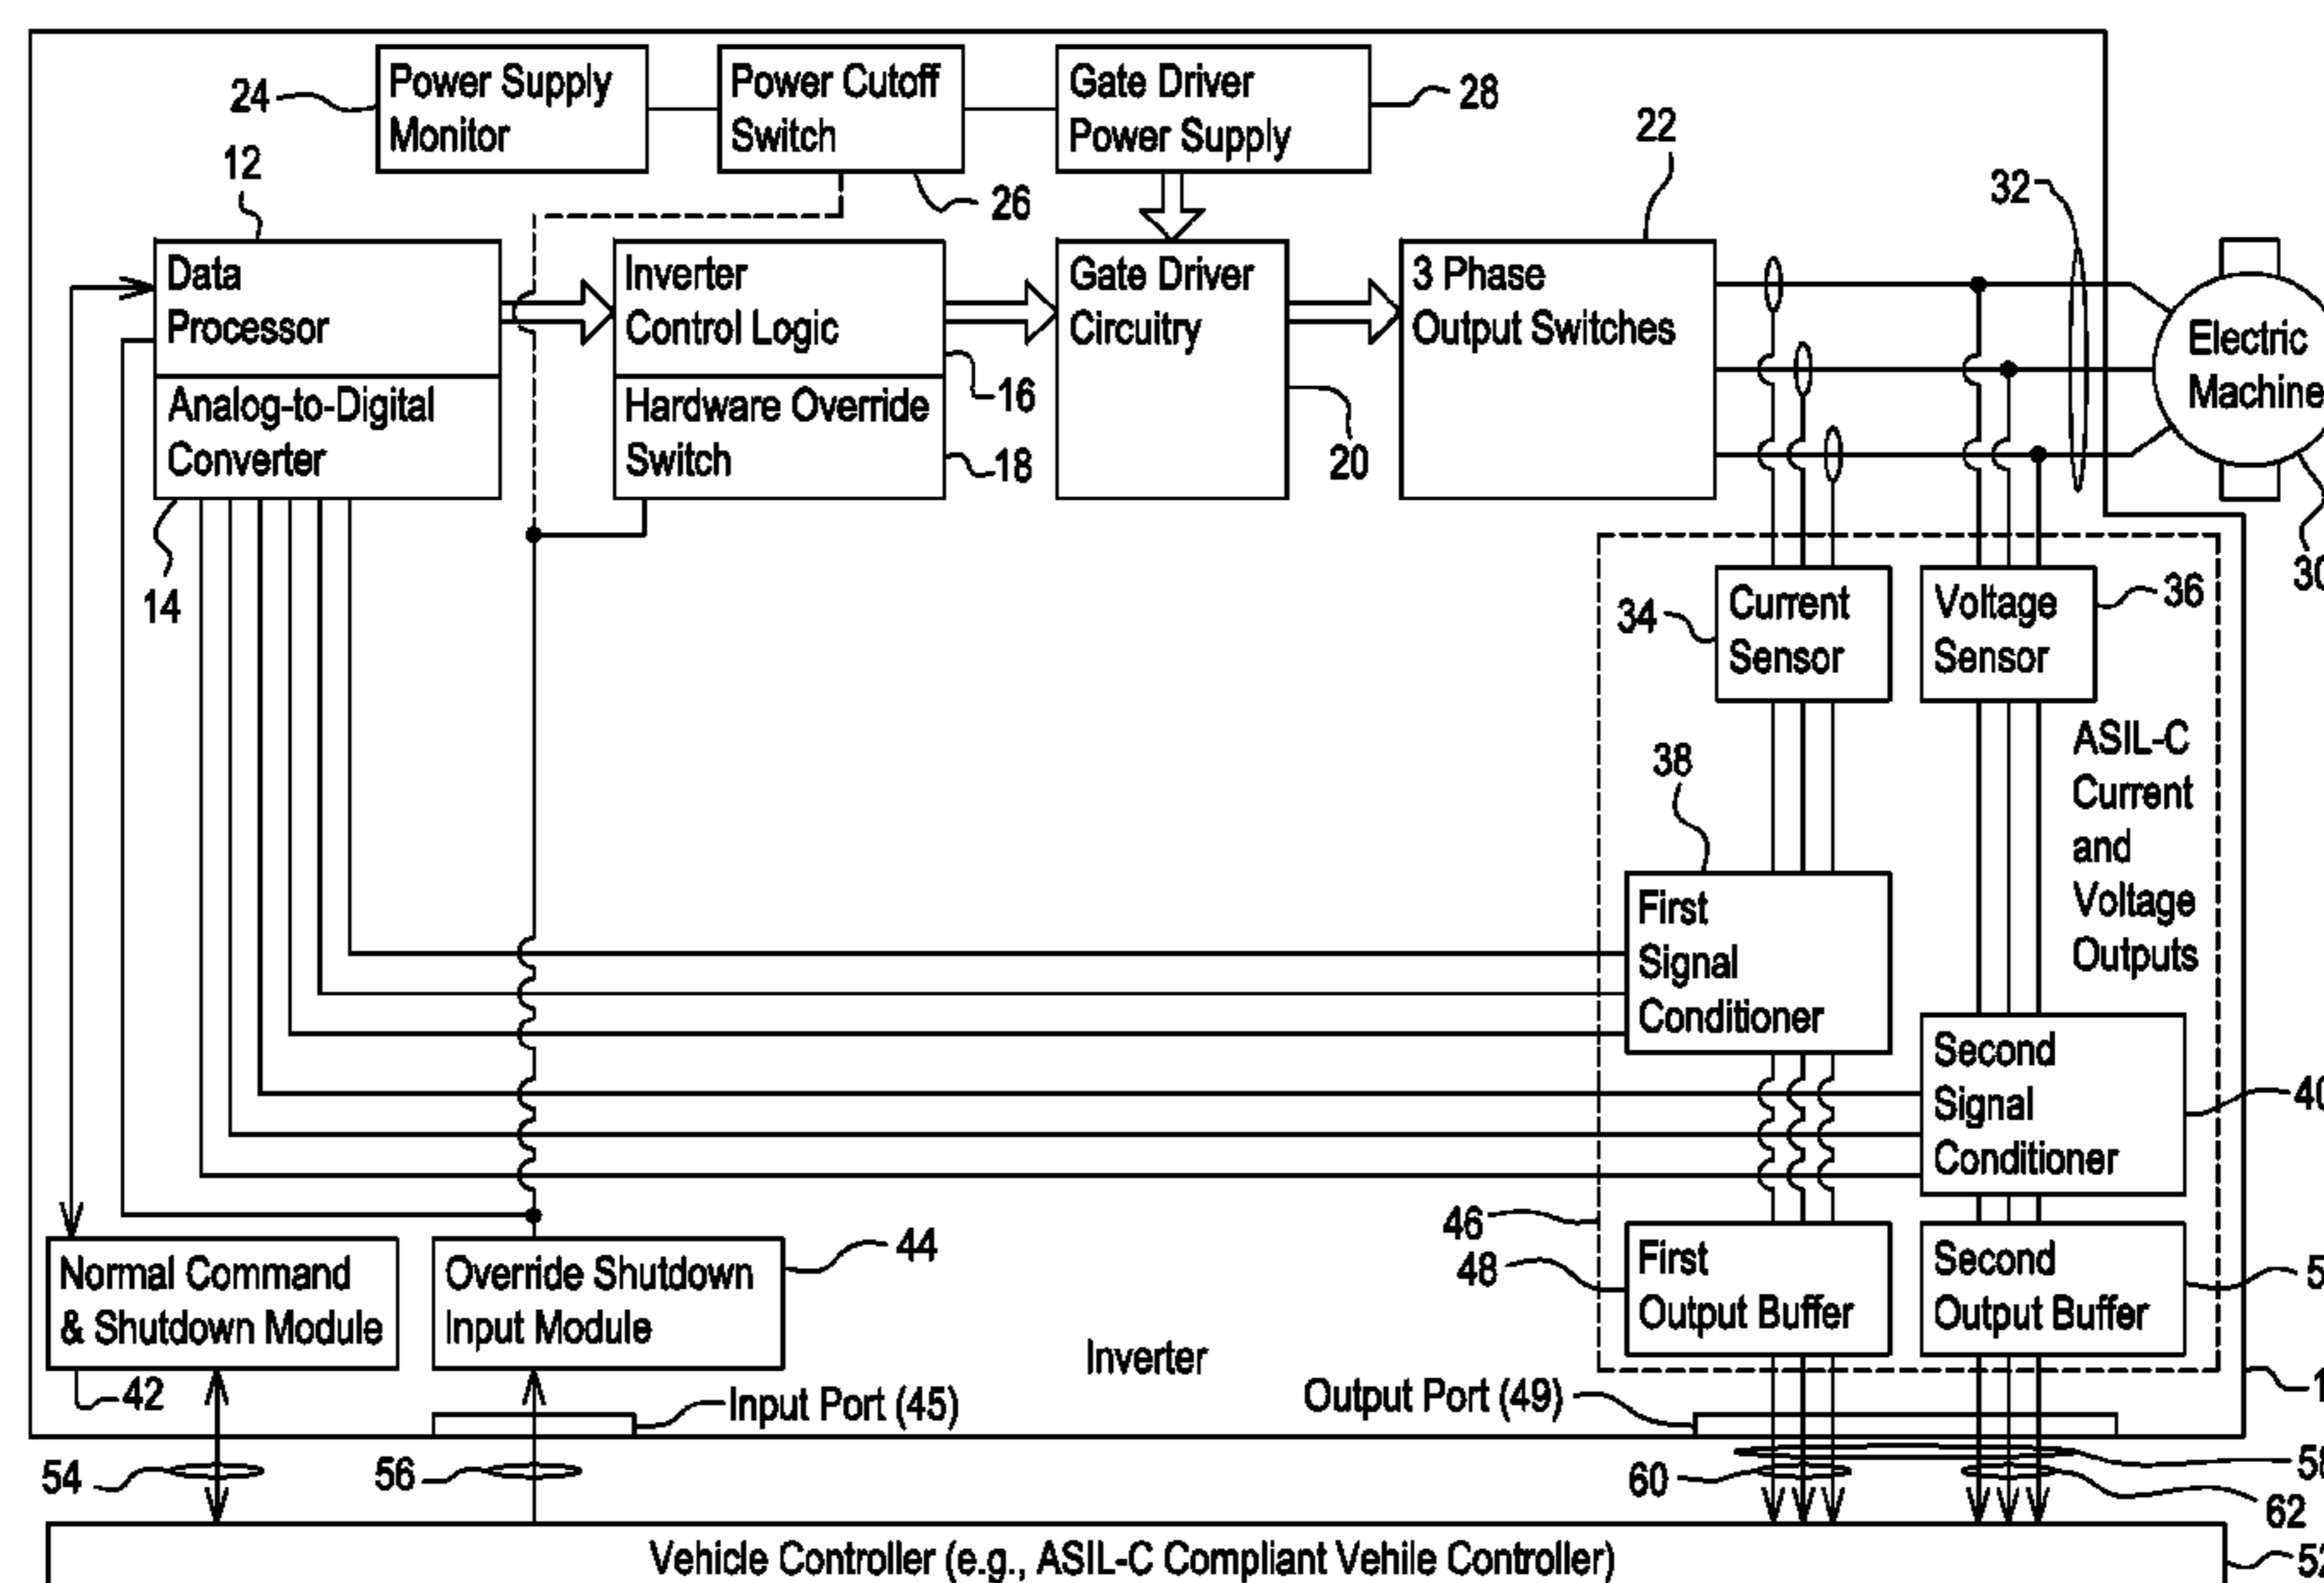 24
Power Supply
Monitor
Power Cutoff
Switch
Gate Driver
Power Supply
28
22
12
26
32
Data
Processor
Analog-to-Digital
Converter
14
Inverter
Control Logic
16
Hardware Override
Switch
18
Gate Driver
Circuitry
20
3 Phase
Output Switches
Electric
Machine
34
Current
Sensor
Voltage
Sensor
36
ASIL-C
Current
and
Voltage
Outputs
38
First
Signal
Conditioner
Second
Signal
Conditioner
46
48
First
Output Buffer
Second
Output Buffer
Normal Command
& Shutdown Module
42
Override Shutdown
Input Module
44
Inverter
Input Port (45)
Output Port (49)
54
56
60
62
Vehicle Controller (e.g., ASIL-C Compliant Vehile Controller)